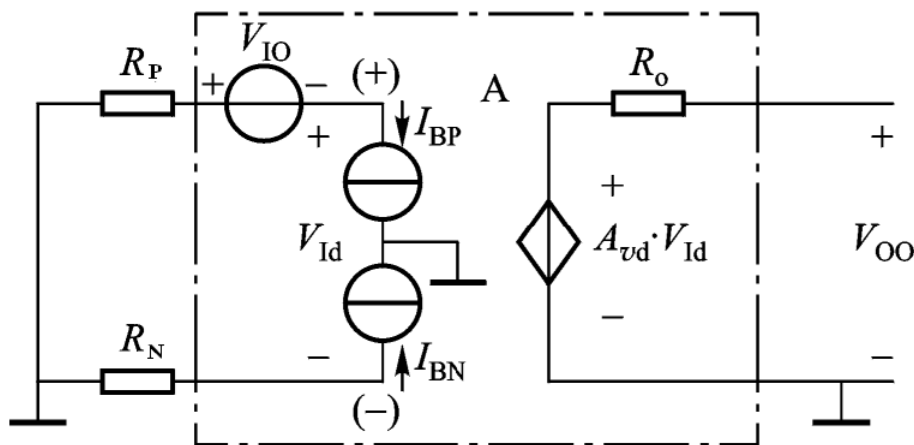 V_IO
R_P
+
−
(+)
A
R_o
+
I_BP
+
+
V_Id
A_vd·V_Id
V_OO
R_N
−
I_BN
−
−
(−)